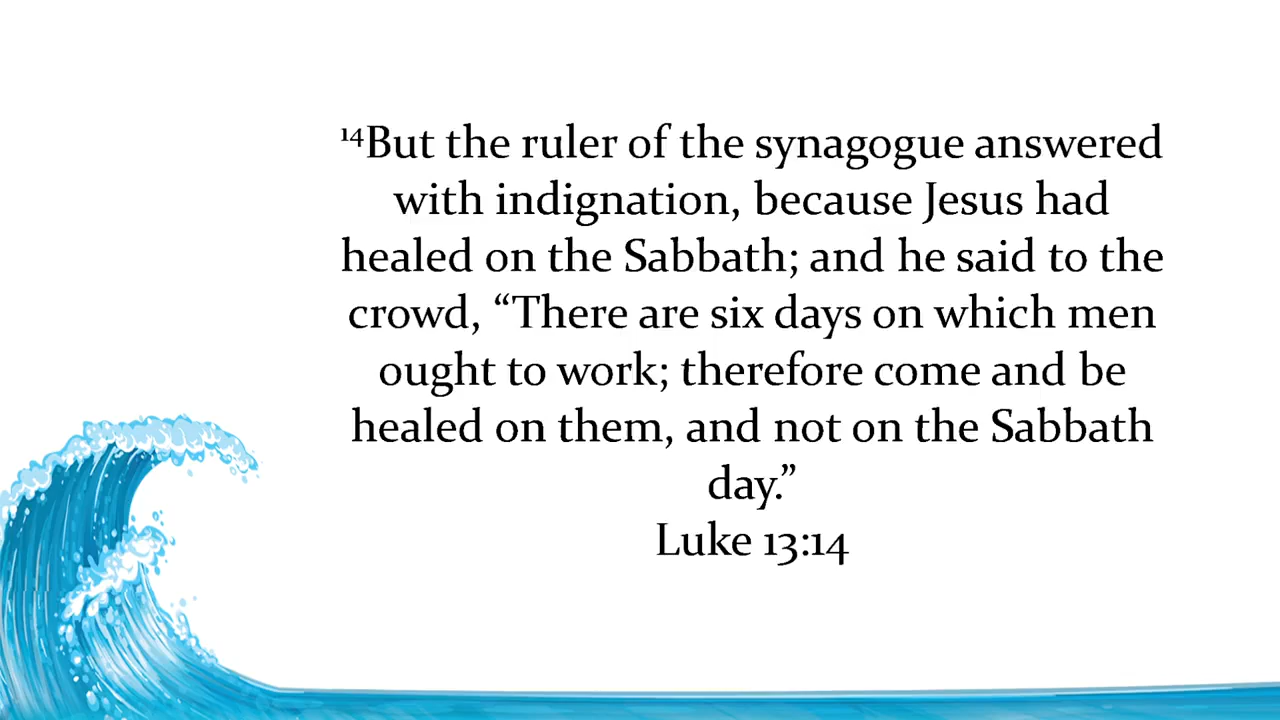 ¹⁴But the ruler of the synagogue answered
with indignation, because Jesus had
healed on the Sabbath; and he said to the
crowd, “There are six days on which men
ought to work; therefore come and be
healed on them, and not on the Sabbath
day.”
Luke 13:14